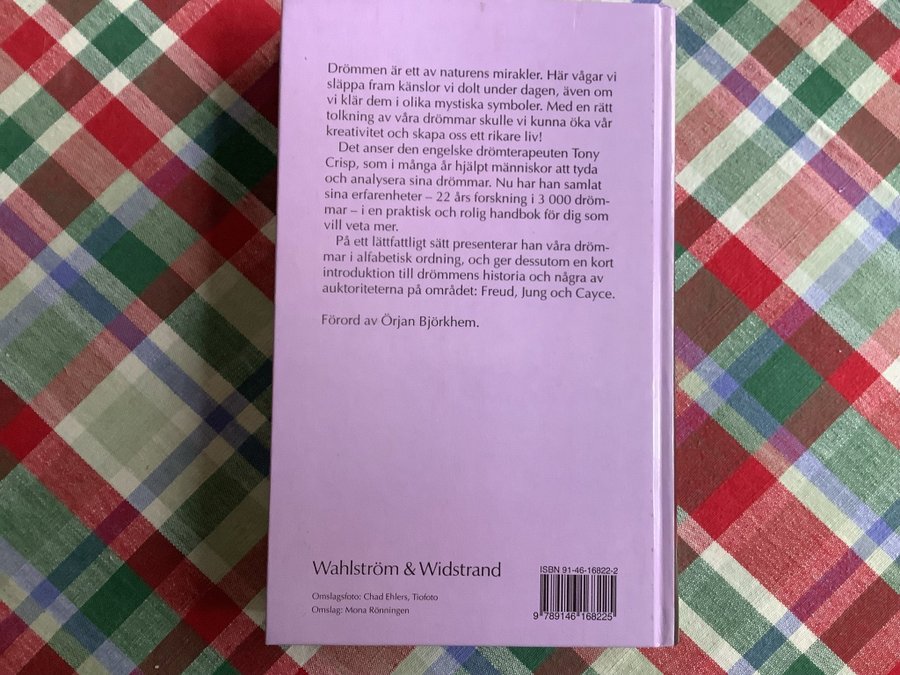 Drömmen är ett av naturens mirakler. Här vågar vi
släppa fram känslor vi dolt under dagen, även om
vi klär dem i olika mystiska symboler. Med en rätt
tolkning av våra drömmar skulle vi kunna öka vår
kreativitet och skapa oss ett rikare liv!
Det anser den engelske drömterapeuten Tony
Crisp, som i många år hjälpt människor att tyda
och analysera sina drömmar. Nu har han samlat
sina erfarenheter – 22 års forskning i 3 000 dröm-
mar – i en praktisk och rolig handbok för dig som
vill veta mer.
På ett lättfattligt sätt presenterar han våra dröm-
mar i alfabetisk ordning, och ger dessutom en kort
introduktion till drömmens historia och några av
auktoriteterna på området: Freud, Jung och Cayce.
Förord av Örjan Björkhem.
Wahlström & Widstrand
Omslagsfoto: Chad Ehlers, Tiofoto
Omslag: Mona Rönningen
ISBN 91-46-16822-2
9 789146 168225